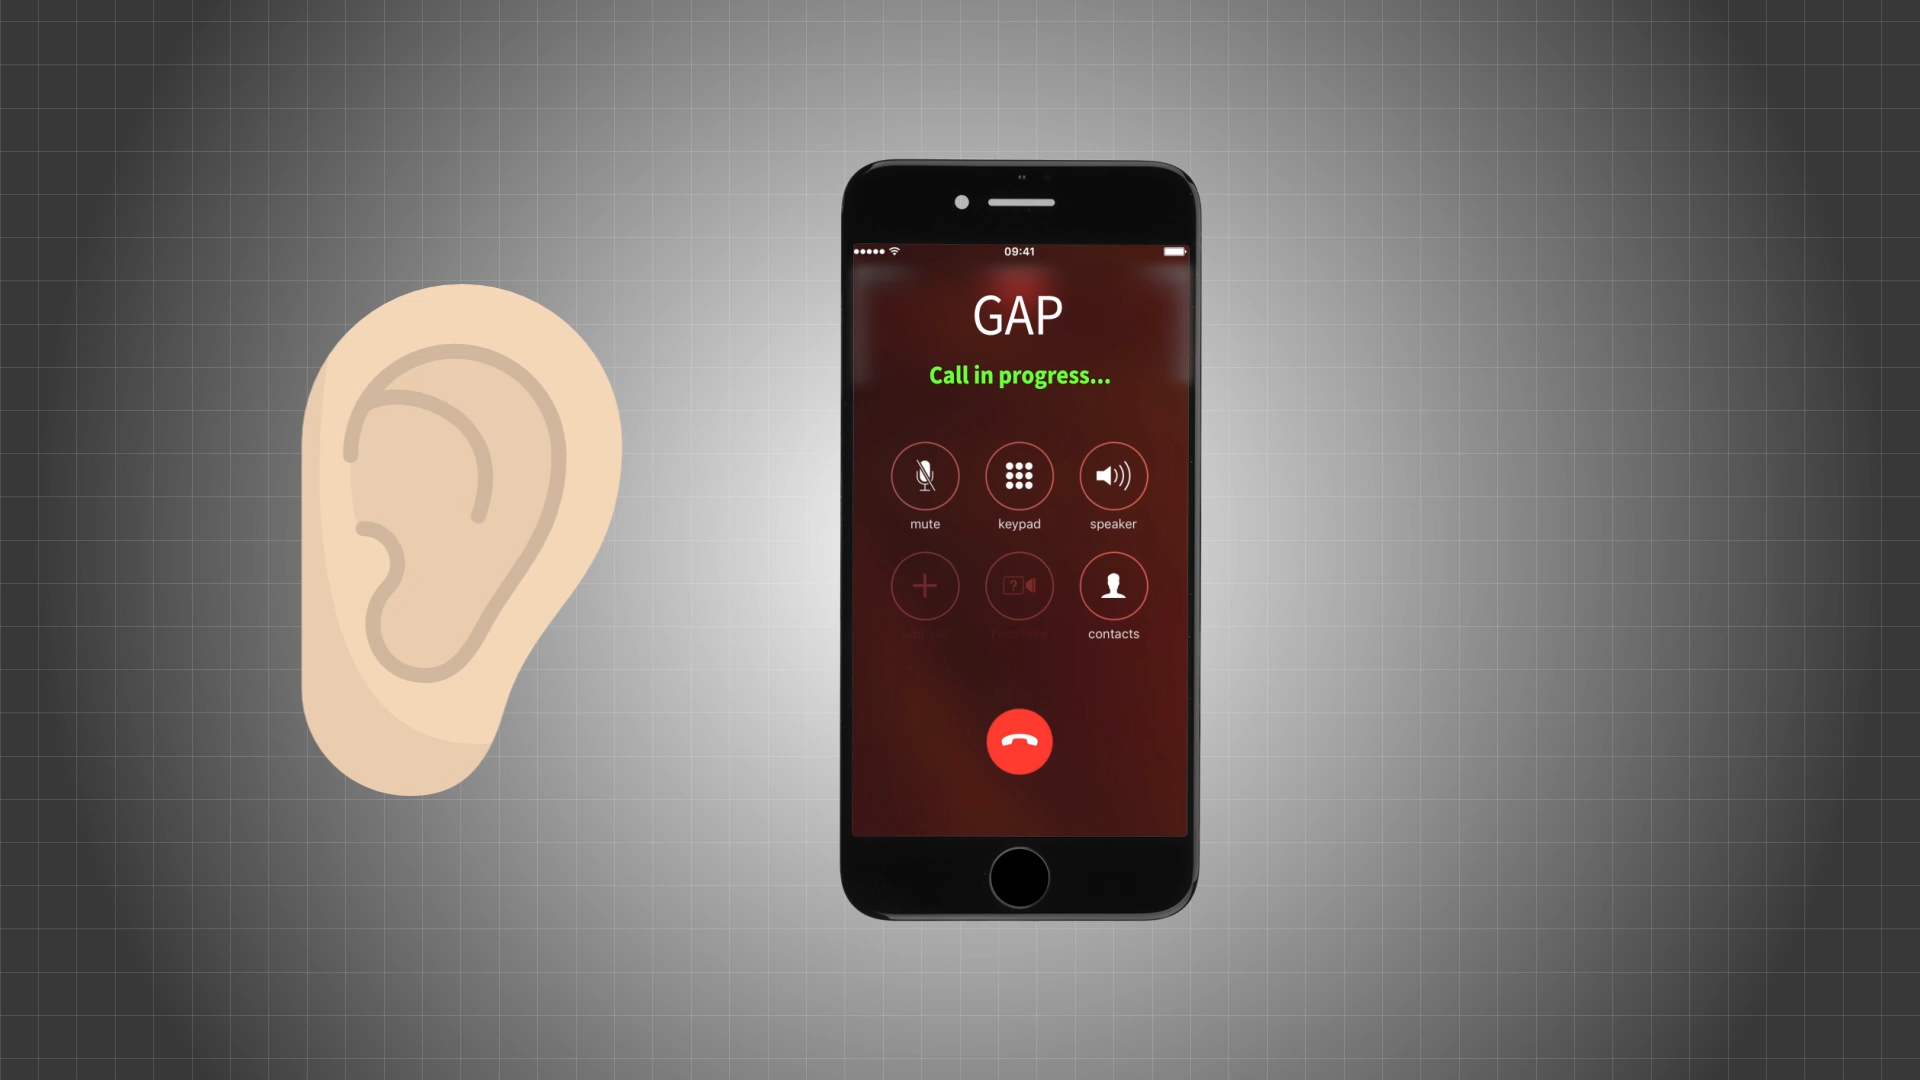 09:41
GAP
Call in progress...
mute keypad speaker
?
contacts